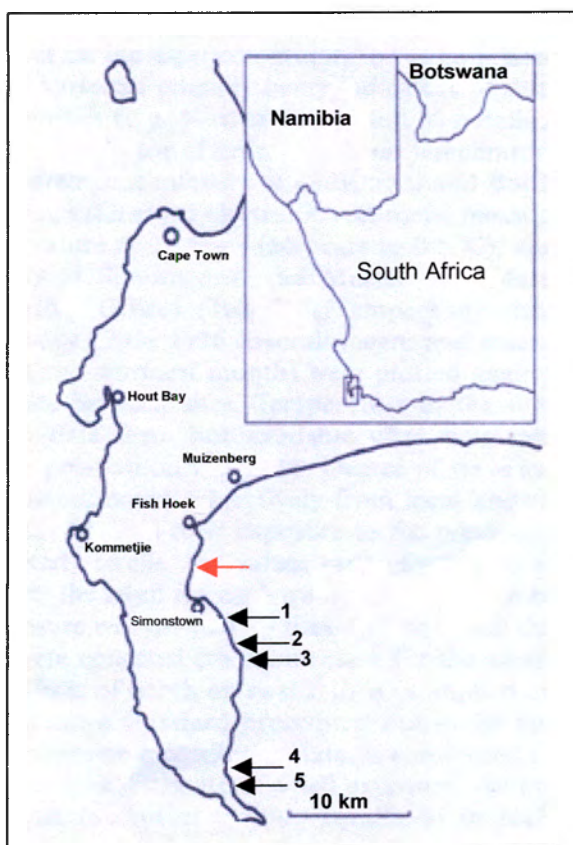 Botswana
Namibia
South Africa
Cape Town
Hout Bay
Muizenberg
Fish Hoek
Kommetjie
Simonstown
1
2
3
4
5
10 km